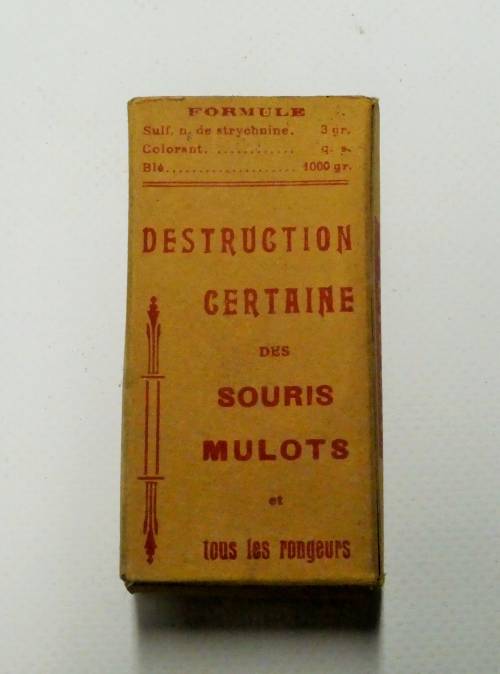 FORMULE
Sulf. n. de strychnine. 3 gr.
Colorant. ............ q. s.
Blé.................... 1000 gr.
DESTRUCTION
CERTAINE
DES
SOURIS
MULOTS
et
tous les rongeurs